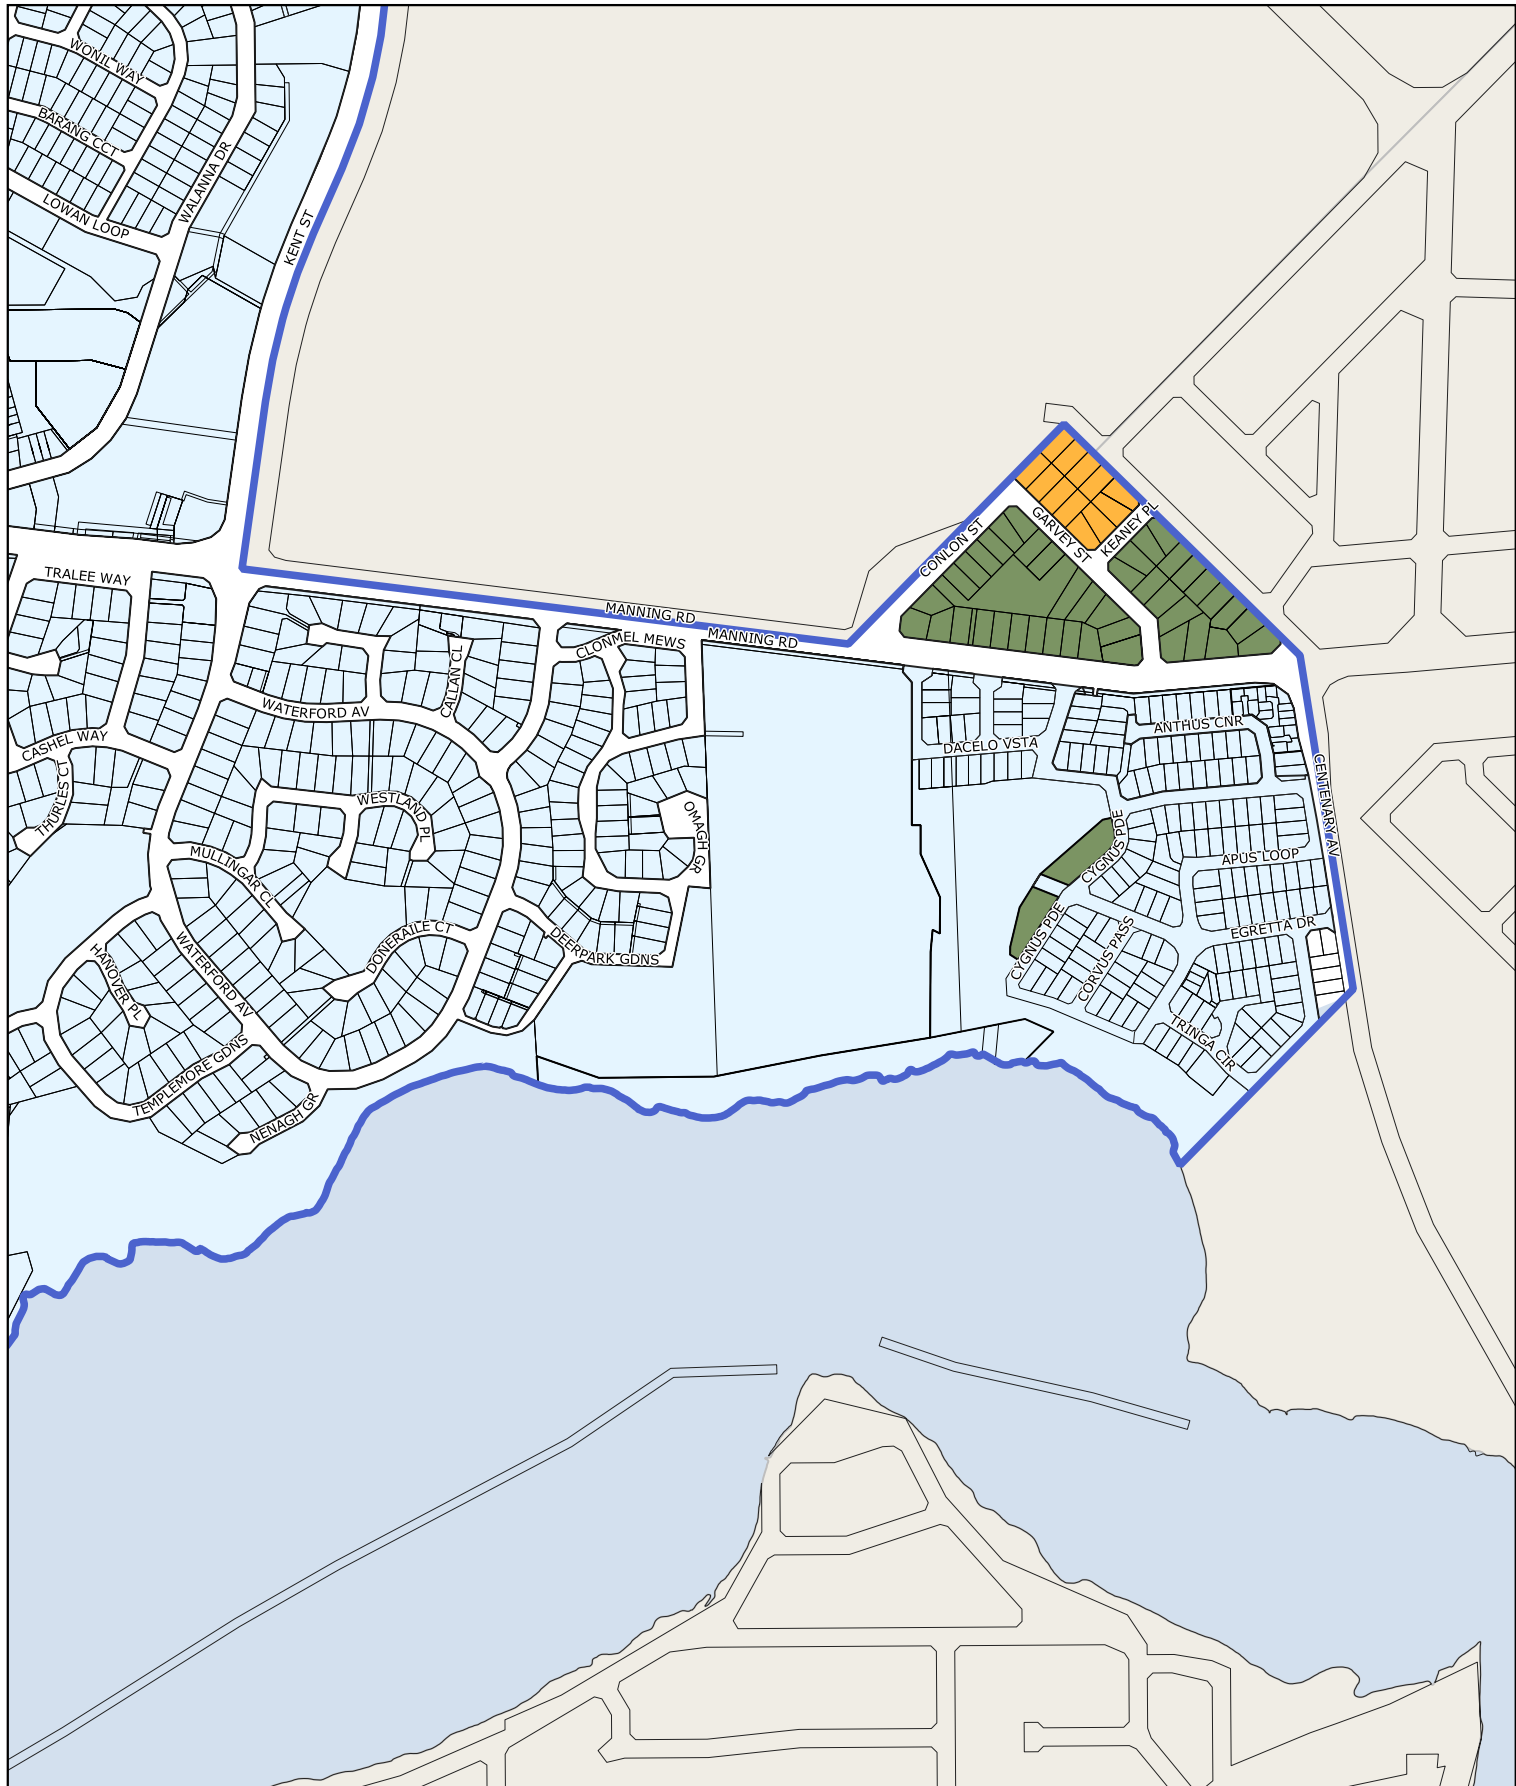 WONIL WAY
BARANG CCT
WALANNA DR
LOWAN LOOP
KENT ST
CONLON ST
GARVEY ST
KEANEY PL
TRALEE WAY
MANNING RD
MANNING RD
CLONMEL MEWS
CALLAN CL
WATERFORD AV
ANTHUS CNR
CASHEL WAY
DACELO VSTA
THURLES CT
WESTLAND PL
OMAGH GR
CENTENARY AV
CYGNUS PDE
APUS LOOP
MULLINGAR CL
DONERAILE CT
DEERPARK GDNS
EGRETTA DR
CYGNUS PDE
CORVUS PASS
HANOVER PL
WATERFORD AV
TRINGA CIR
TEMPLEMORE GDNS
NENAGH GR